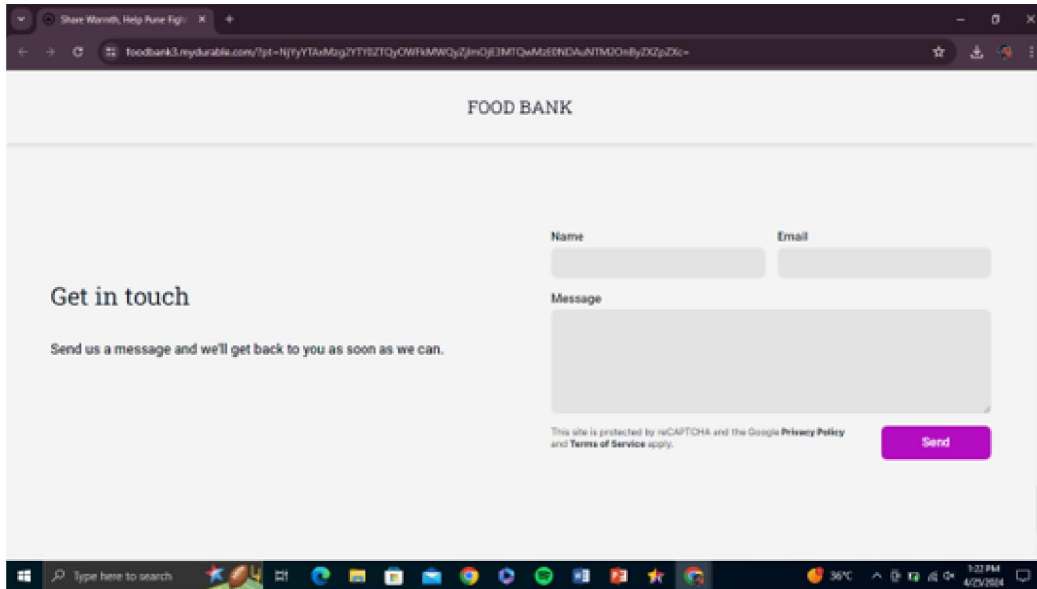 Share Warmth, Help Pune Figh
foodbank3.mydurable.com/?pt=
FOOD BANK
Name
Email
Get in touch
Message
Send us a message and we'll get back to you as soon as we can.
This site is protected by reCAPTCHA and the Google Privacy Policy
and Terms of Service apply.
Send
Type here to search
36°C
1:22 PM
4/25/2024